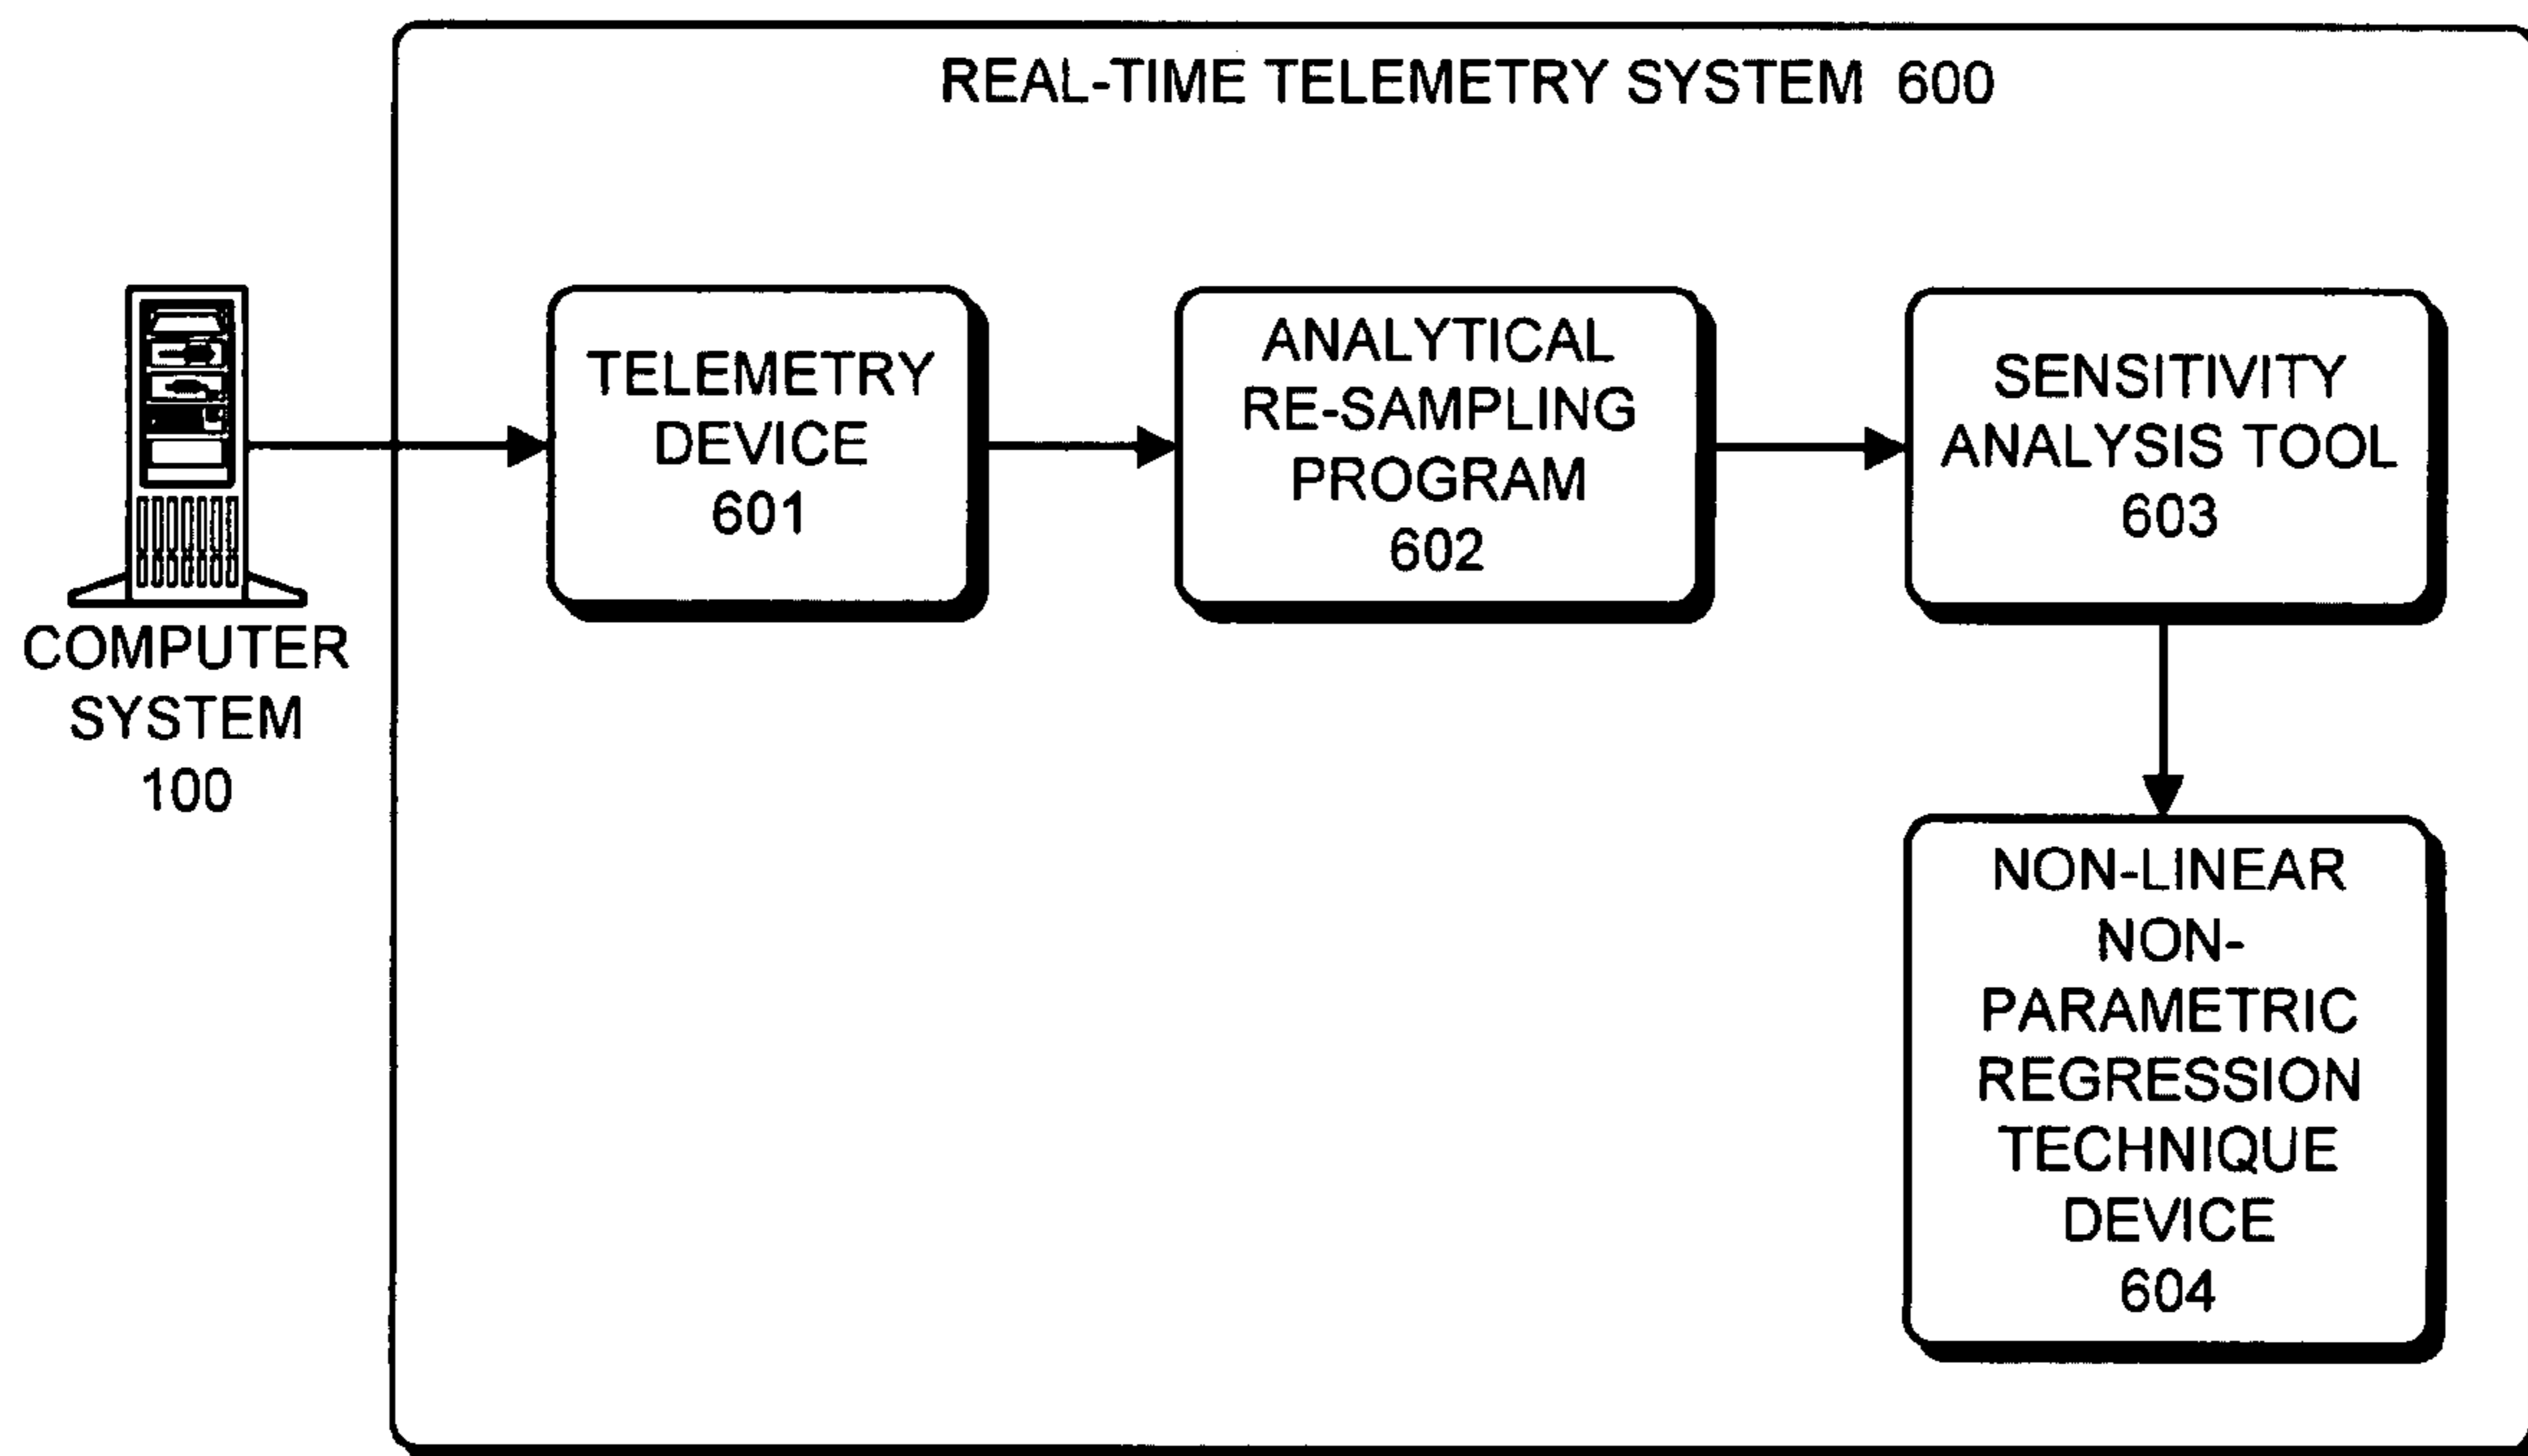 REAL-TIME TELEMETRY SYSTEM 600
COMPUTER
SYSTEM
100
TELEMETRY
DEVICE
601
ANALYTICAL
RE-SAMPLING
PROGRAM
602
SENSITIVITY
ANALYSIS TOOL
603
NON-LINEAR
NON-
PARAMETRIC
REGRESSION
TECHNIQUE
DEVICE
604